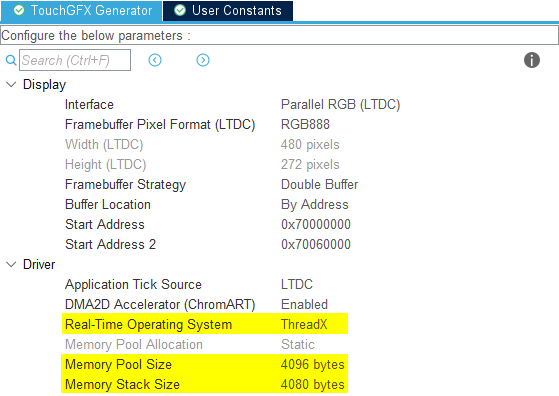 TouchGFX Generator User Constants
Configure the below parameters :
Search (Ctrl+F)
Display
Interface Parallel RGB (LTDC)
Framebuffer Pixel Format (LTDC) RGB888
Width (LTDC) 480 pixels
Height (LTDC) 272 pixels
Framebuffer Strategy Double Buffer
Buffer Location By Address
Start Address 0x70000000
Start Address 2 0x70060000
Driver
Application Tick Source LTDC
DMA2D Accelerator (ChromART) Enabled
Real-Time Operating System ThreadX
Memory Pool Allocation Static
Memory Pool Size 4096 bytes
Memory Stack Size 4080 bytes